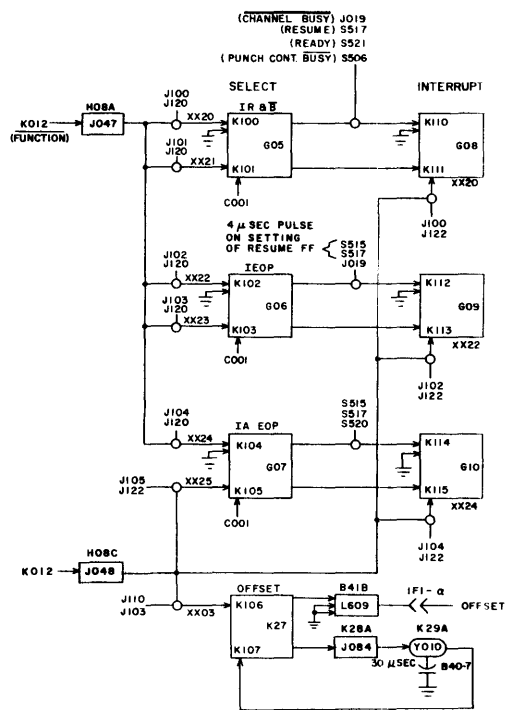 (CHANNEL BUSY) J019
(RESUME) S517
(READY) S521
(PUNCH CONT. BUSY) S506
SELECT
INTERRUPT
IR & B
H08A
J100
J120
XX20
K100
K110
K012
J047
(FUNCTION)
G05
G08
J101
J120
XX21
K101
K111
XX20
C001
J100
J122
4 μSEC PULSE
ON SETTING
OF RESUME FF
S515
S517
J019
J102
J120
IEOP
XX22
K102
K112
J103
J120
G06
G09
XX23
K103
K113
XX22
C001
J102
J122
S515
S517
S520
J104
J120
IA EOP
XX24
K104
K114
G07
G10
J105
J122
XX25
K105
K115
XX24
C001
J104
J122
H08C
K012
J048
J110
J103
XX03
OFFSET
K106
B41B
L609
1F1-α
OFFSET
K27
K28A
K29A
K107
J084
Y010
30 μSEC
B40-7